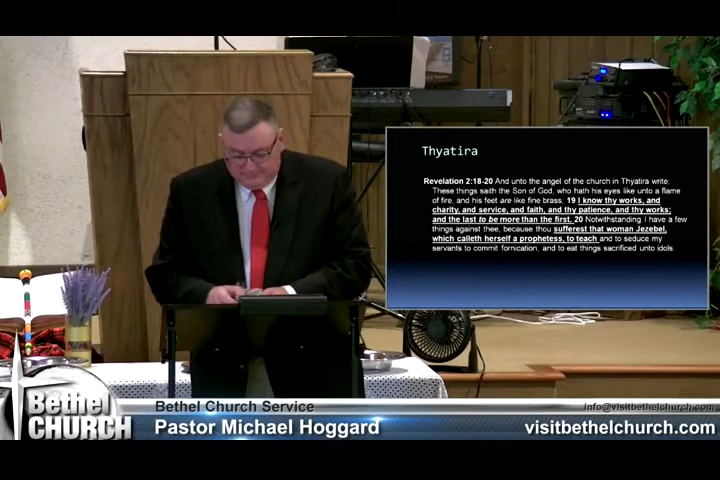 Thyatira
Revelation 2:18-20 And unto the angel of the church in Thyatira write;
These things saith the Son of God, who hath his eyes like unto a flame
of fire, and his feet are like fine brass. 19 I know thy works, and
charity, and service, and faith, and thy patience, and thy works;
and the last to be more than the first. 20 Notwithstanding I have a few
things against thee, because thou sufferest that woman Jezebel,
which calleth herself a prophetess, to teach and to seduce my
servants to commit fornication, and to eat things sacrificed unto idols.
Bethel
CHURCH
Bethel Church Service
info@visitbethelchurch.com
Pastor Michael Hoggard
visitbethelchurch.com